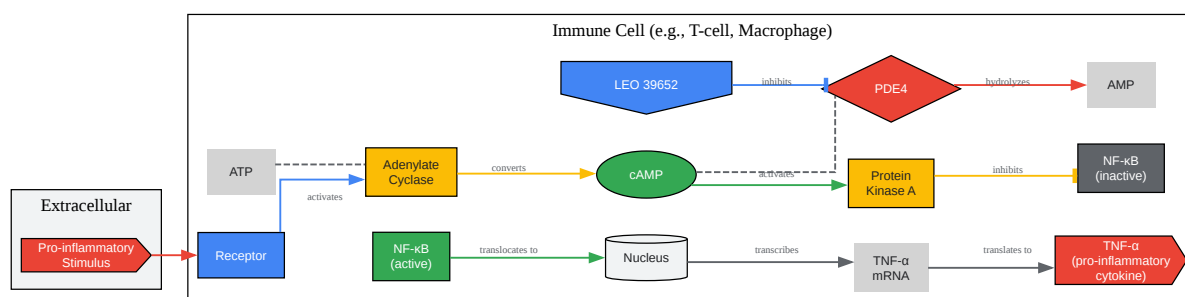 Immune Cell (e.g., T-cell, Macrophage)
LEO 39652
inhibits
PDE4
hydrolyzes
AMP
ATP
Adenylate
Cyclase
converts
cAMP
activates
Protein
Kinase A
inhibits
NF-κB
(inactive)
activates
Extracellular
Pro-inflammatory
Stimulus
Receptor
NF-κB
(active)
translocates to
Nucleus
transcribes
TNF-α
mRNA
translates to
TNF-α
(pro-inflammatory
cytokine)